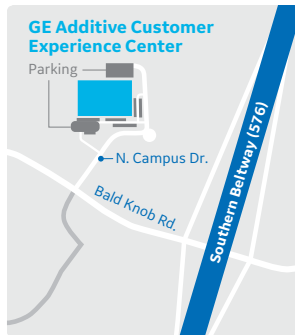 GE Additive Customer
Experience Center
Parking
N. Campus Dr.
Bald Knob Rd.
Southern Beltway (576)